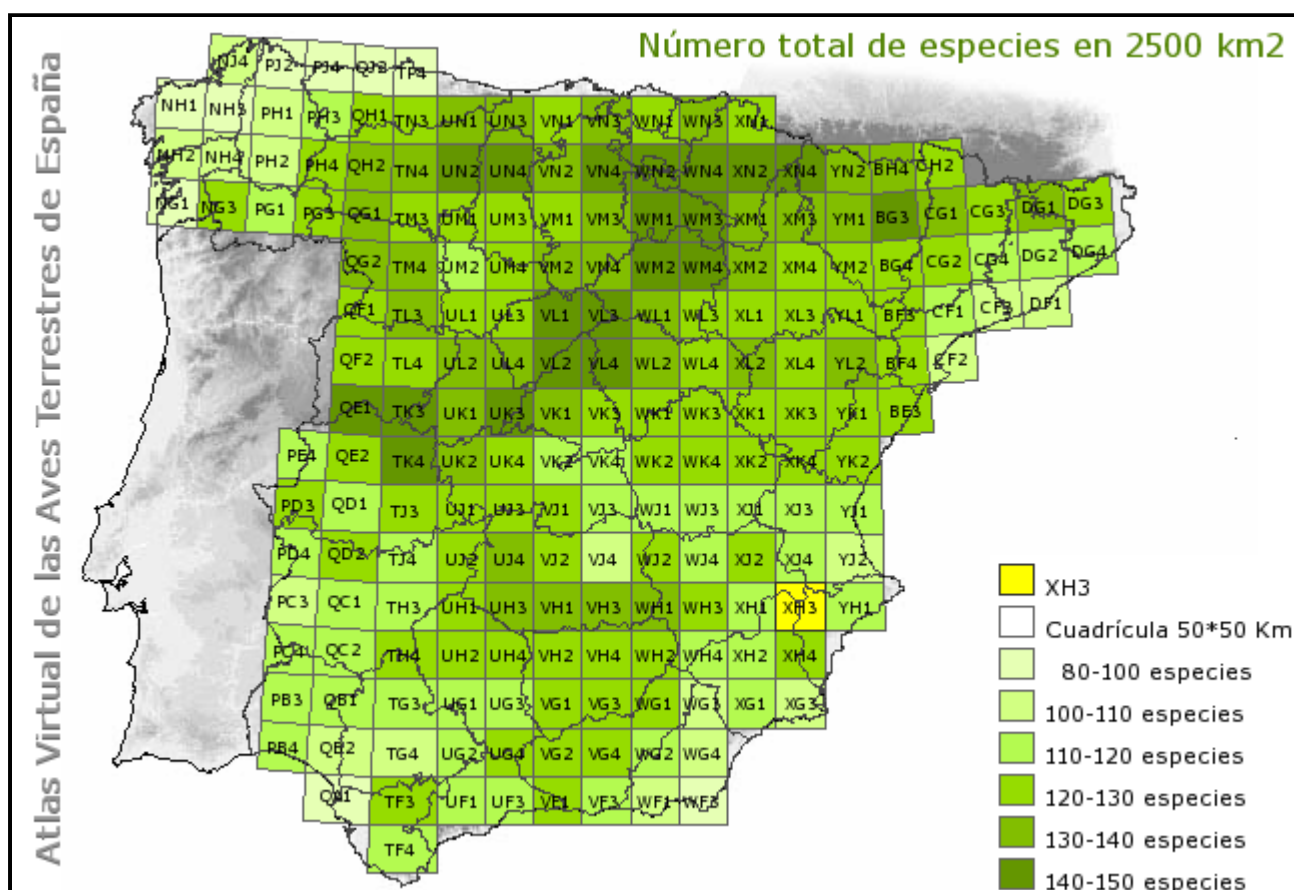 Número total de especies en 2500 km2
Atlas Virtual de las Aves Terrestres de España
NJ4 PJ2 PJ4 QJ2 TP4
NH1 NH3 PH1 PH3 QH1 TN3 UN1 UN3 VN1 VN3 WN1 WN3 XN1
NH2 NH4 PH2 PH4 QH2 TN4 UN2 UN4 VN2 VN4 WN2 WN4 XN2 XN4 YN2 BH4 CH2
NG1 NG3 PG1 PG3 QG1 TM3 UM1 UM3 VM1 VM3 WM1 WM3 XM1 XM3 YM1 BG3 CG1 CG3 DG1 DG3
QG2 TM4 UM2 UM4 VM2 VN4 WM2 WM4 XM2 XM4 YM2 BG4 CG2 CG4 DG2 DG4
QF1 TL3 UL1 UL3 VL1 VL3 WL1 WL3 XL1 XL3 YL1 BF3 CF1 CF3 DF1
QF2 TL4 UL2 UL4 VL2 VL4 WL2 WL4 XL2 XL4 YL2 BF4 CF2
QE1 TK3 UK1 UK3 VK1 VK3 WK1 WK3 XK1 XK3 YK1 BE3
PE4 QE2 TK4 UK2 UK4 VK2 VK4 WK2 WK4 XK2 XK4 YK2
PD3 QD1 TJ3 UJ1 UJ3 VJ1 VJ3 WJ1 WJ3 XJ1 XJ3 YJ1
PD4 QD2 TJ4 UJ2 UJ4 VJ2 VJ4 WJ2 WJ4 XJ2 XJ4 YJ2
PC3 QC1 TH3 UH1 UH3 VH1 VH3 WH1 WH3 XH1 XH3 YH1
PC4 QC2 TH4 UH2 UH4 VH2 VH4 WH2 WH4 XH2 XH4
PB3 QB1 TG3 UG1 UG3 VG1 VG3 WG1 WG3 XG1 XG3
PB4 QB2 TG4 UG2 UG4 VG2 VG4 WG2 WG4
TF3 UF1 UF3 VF1 VF3 WF1 WF3
TF4
XH3
Cuadrícula 50*50 Km
80-100 especies
100-110 especies
110-120 especies
120-130 especies
130-140 especies
140-150 especies